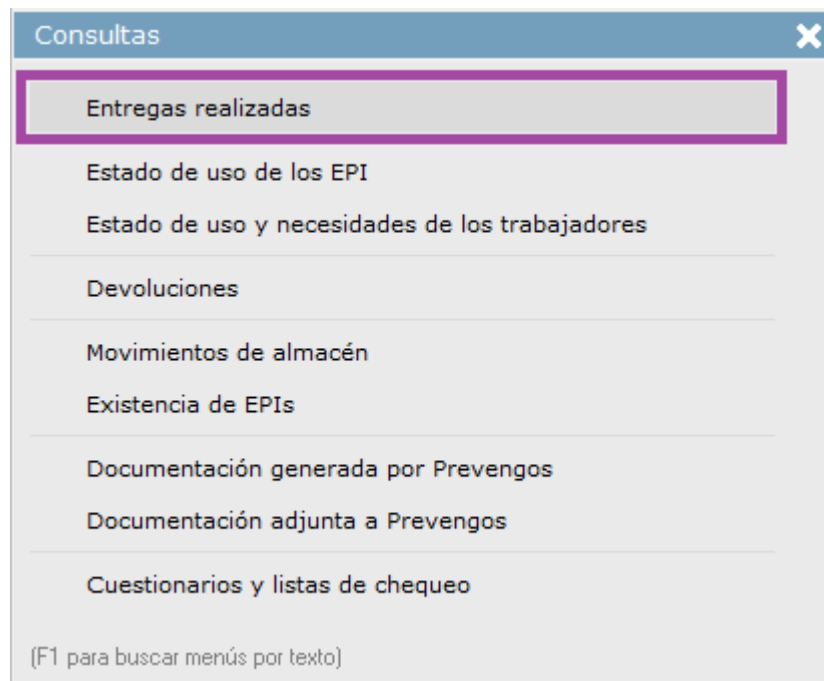 Consultas
Entregas realizadas
Estado de uso de los EPI
Estado de uso y necesidades de los trabajadores
Devoluciones
Movimientos de almacén
Existencia de EPIs
Documentación generada por Prevengos
Documentación adjunta a Prevengos
Cuestionarios y listas de chequeo
(F1 para buscar menús por texto)